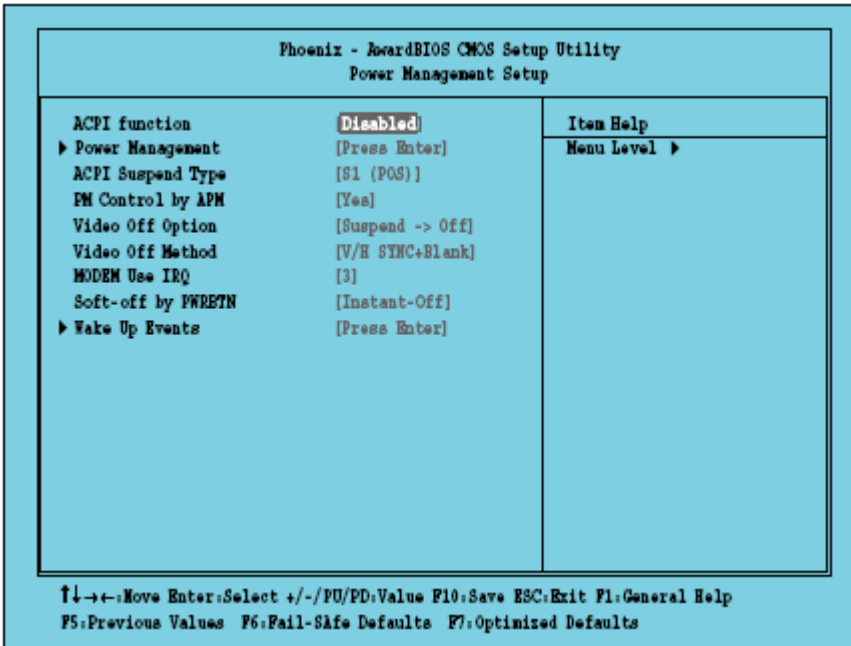 Phoenix - AwardBIOS CMOS Setup Utility
Power Management Setup
ACPI function [Disabled] Item Help
▶ Power Management [Press Enter] Menu Level ▶
ACPI Suspend Type [S1 (POS)]
PM Control by APM [Yes]
Video Off Option [Suspend -> Off]
Video Off Method [V/H SYNC+Blank]
MODEM Use IRQ [3]
Soft-off by PWRBTN [Instant-Off]
▶ Wake Up Events [Press Enter]
↑↓→←:Move Enter:Select +/-/PU/PD:Value F10:Save ESC:Exit F1:General Help
F5:Previous Values F6:Fail-SAfe Defaults F7:Optimized Defaults